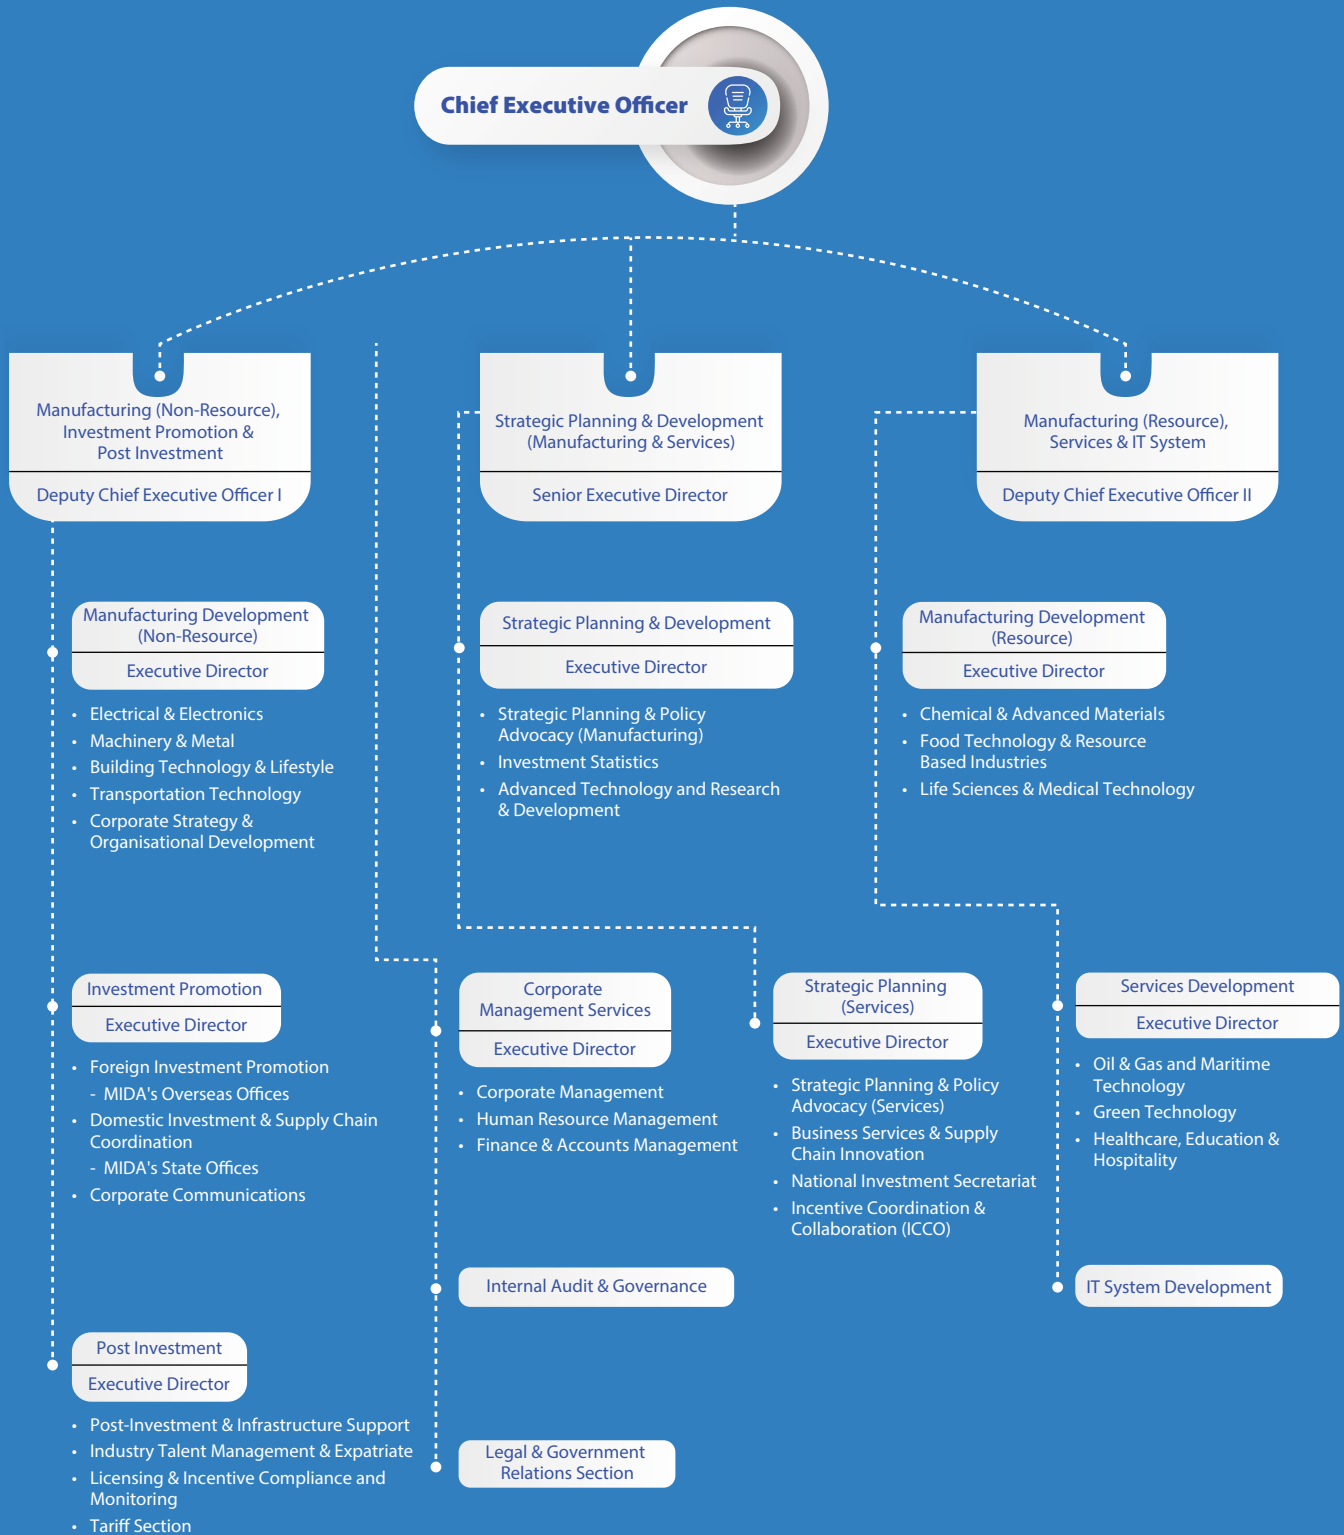 Chief Executive Officer
Manufacturing (Non-Resource),
Investment Promotion &
Post Investment
Deputy Chief Executive Officer I
Strategic Planning & Development
(Manufacturing & Services)
Senior Executive Director
Manufacturing (Resource),
Services & IT System
Deputy Chief Executive Officer II
Manufacturing Development
(Non-Resource)
Executive Director
• Electrical & Electronics
• Machinery & Metal
• Building Technology & Lifestyle
• Transportation Technology
• Corporate Strategy &
Organisational Development
Strategic Planning & Development
Executive Director
• Strategic Planning & Policy
Advocacy (Manufacturing)
• Investment Statistics
• Advanced Technology and Research
& Development
Manufacturing Development
(Resource)
Executive Director
• Chemical & Advanced Materials
• Food Technology & Resource
Based Industries
• Life Sciences & Medical Technology
Investment Promotion
Executive Director
• Foreign Investment Promotion
- MIDA's Overseas Offices
• Domestic Investment & Supply Chain
Coordination
- MIDA's State Offices
• Corporate Communications
Corporate
Management Services
Executive Director
• Corporate Management
• Human Resource Management
• Finance & Accounts Management
Strategic Planning
(Services)
Executive Director
• Strategic Planning & Policy
Advocacy (Services)
• Business Services & Supply
Chain Innovation
• National Investment Secretariat
• Incentive Coordination &
Collaboration (ICCO)
Services Development
Executive Director
• Oil & Gas and Maritime
Technology
• Green Technology
• Healthcare, Education &
Hospitality
Internal Audit & Governance
IT System Development
Post Investment
Executive Director
• Post-Investment & Infrastructure Support
• Industry Talent Management & Expatriate
• Licensing & Incentive Compliance and
Monitoring
• Tariff Section
Legal & Government
Relations Section